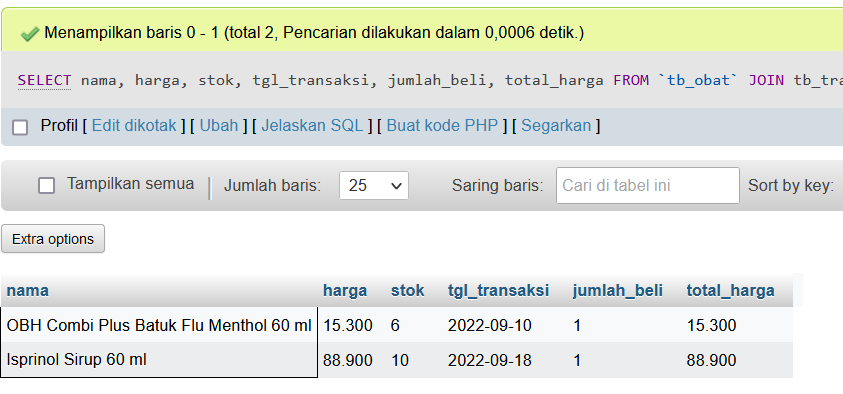 Menampilkan baris 0 - 1 (total 2, Pencarian dilakukan dalam 0,0006 detik.)
SELECT nama, harga, stok, tgl_transaksi, jumlah_beli, total_harga FROM `tb_obat` JOIN tb_tra
Profil [ Edit dikotak ] [ Ubah ] [ Jelaskan SQL ] [ Buat kode PHP ] [ Segarkan ]
Tampilkan semua | Jumlah baris: 25 Saring baris: Cari di tabel ini Sort by key:
Extra options
nama harga stok tgl_transaksi jumlah_beli total_harga
OBH Combi Plus Batuk Flu Menthol 60 ml 15.300 6 2022-09-10 1 15.300
Isprinol Sirup 60 ml 88.900 10 2022-09-18 1 88.900